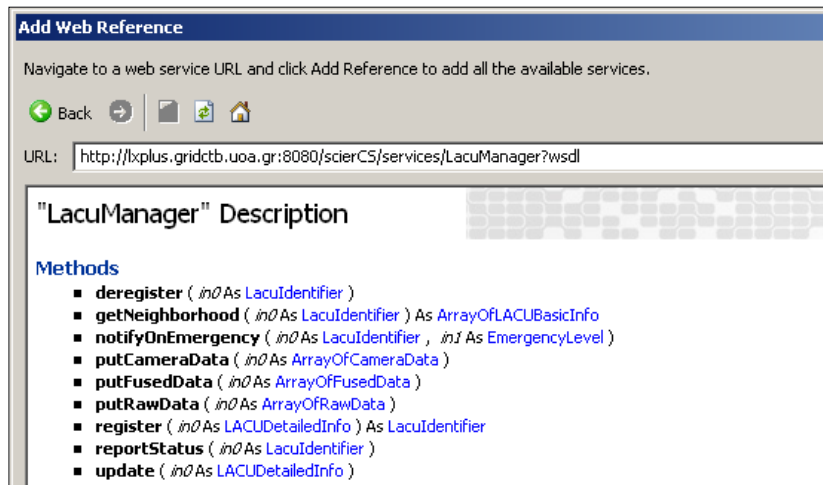 Add Web Reference
Navigate to a web service URL and click Add Reference to add all the available services.
Back
URL: http://lxplus.gridctb.uoa.gr:8080/scierCS/services/LacuManager?wsdl
"LacuManager" Description
Methods
deregister ( in0 As LacuIdentifier )
getNeighborhood ( in0 As LacuIdentifier ) As ArrayOfLACUBasicInfo
notifyOnEmergency ( in0 As LacuIdentifier , in1 As EmergencyLevel )
putCameraData ( in0 As ArrayOfCameraData )
putFusedData ( in0 As ArrayOfFusedData )
putRawData ( in0 As ArrayOfRawData )
register ( in0 As LACUDetailedInfo ) As LacuIdentifier
reportStatus ( in0 As LacuIdentifier )
update ( in0 As LACUDetailedInfo )